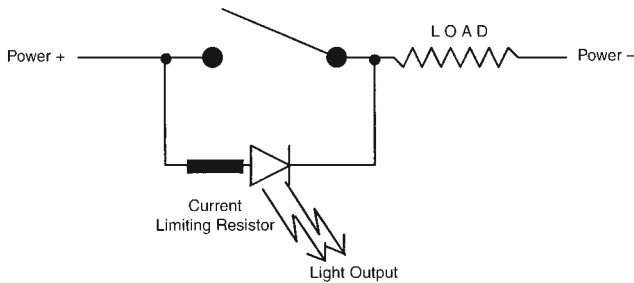 LOAD
Power +
Power –
Current
Limiting Resistor
Light Output